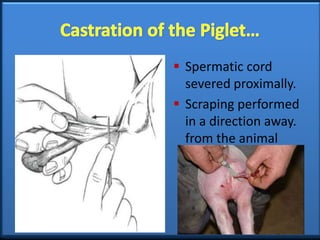 Castration of the Piglet...
Spermatic cord
severed proximally.
Scraping performed
in a direction away.
from the animal